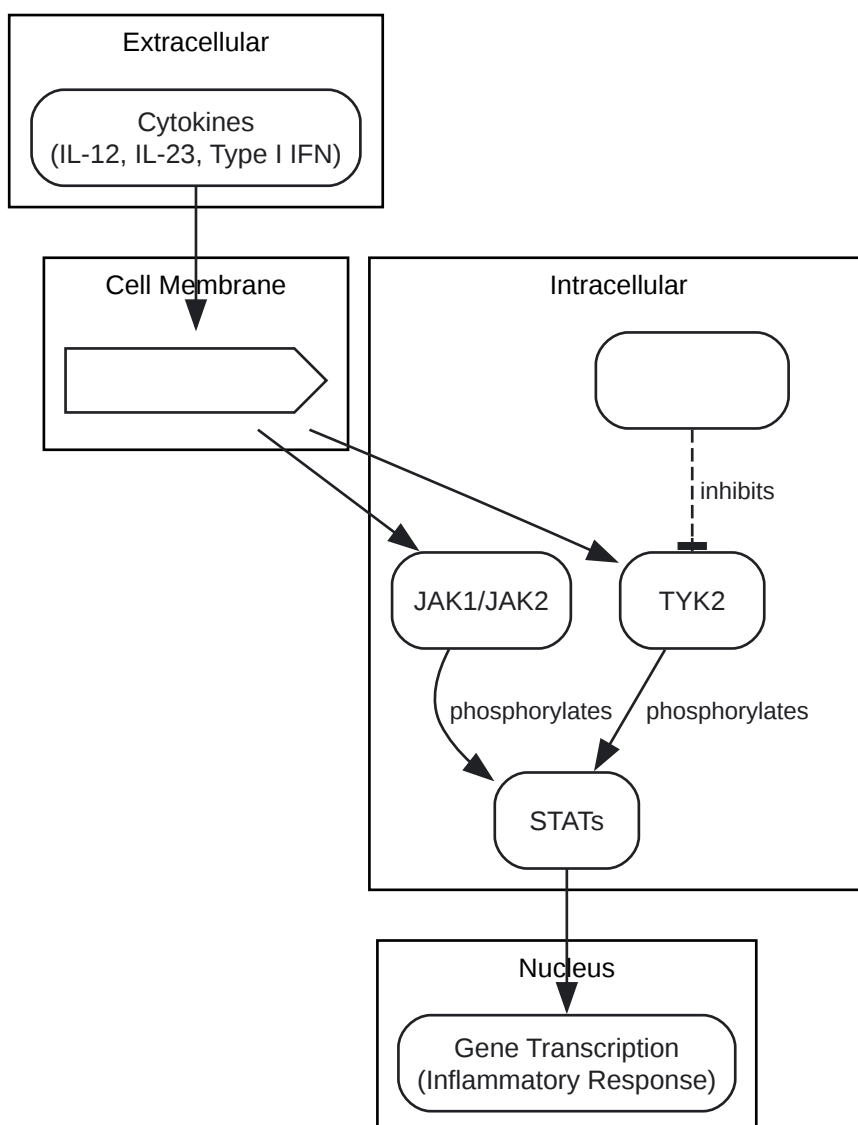 Extracellular
Cytokines
(IL-12, IL-23, Type I IFN)
Cell Membrane
Intracellular
inhibits
JAK1/JAK2
TYK2
phosphorylates
phosphorylates
STATs
Nucleus
Gene Transcription
(Inflammatory Response)